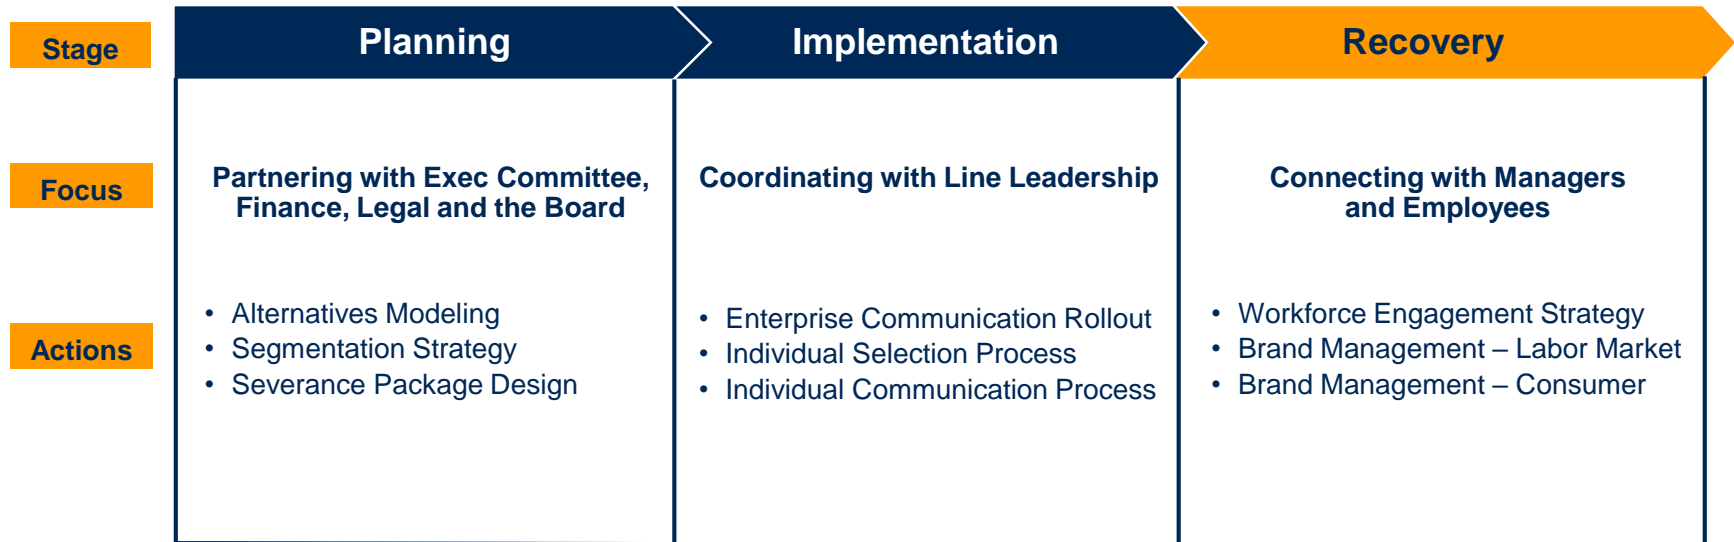 Stage
Planning
Implementation
Recovery
Focus
Partnering with Exec Committee,
Finance, Legal and the Board
Coordinating with Line Leadership
Connecting with Managers
and Employees
Actions
• Alternatives Modeling
• Segmentation Strategy
• Severance Package Design
• Enterprise Communication Rollout
• Individual Selection Process
• Individual Communication Process
• Workforce Engagement Strategy
• Brand Management – Labor Market
• Brand Management – Consumer